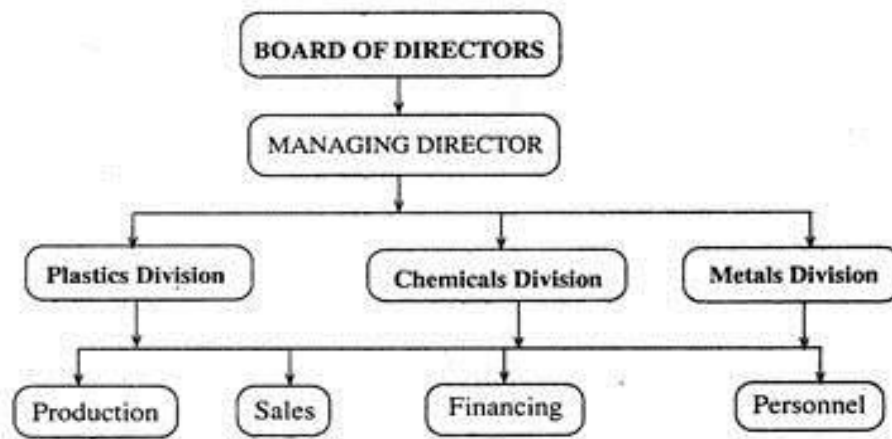 BOARD OF DIRECTORS
MANAGING DIRECTOR
Plastics Division
Chemicals Division
Metals Division
Production
Sales
Financing
Personnel